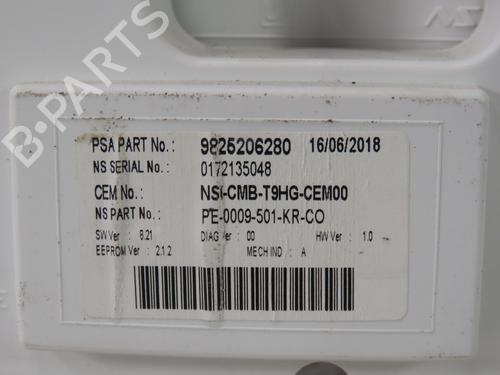 NS
PSA PART No.: 9825206280 16/06/2018
NS SERIAL No.: 0172135048
CEM No.: NSI-CMB-T9HG-CEM00
NS PART No.: PE-0009-501-KR-CO
SW Ver : 8.21 DIAG Ver : 00 HW Ver : 1.0
EEPROM Ver : 2.1.2 MECH IND : A
B-PARTS